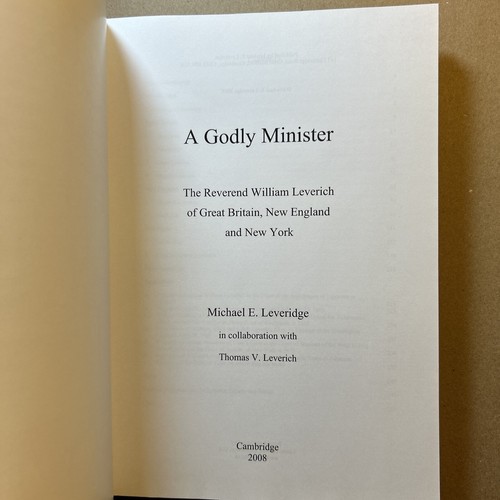 A Godly Minister
The Reverend William Leverich
of Great Britain, New England
and New York
Michael E. Leveridge
in collaboration with
Thomas V. Leverich
Cambridge
2008